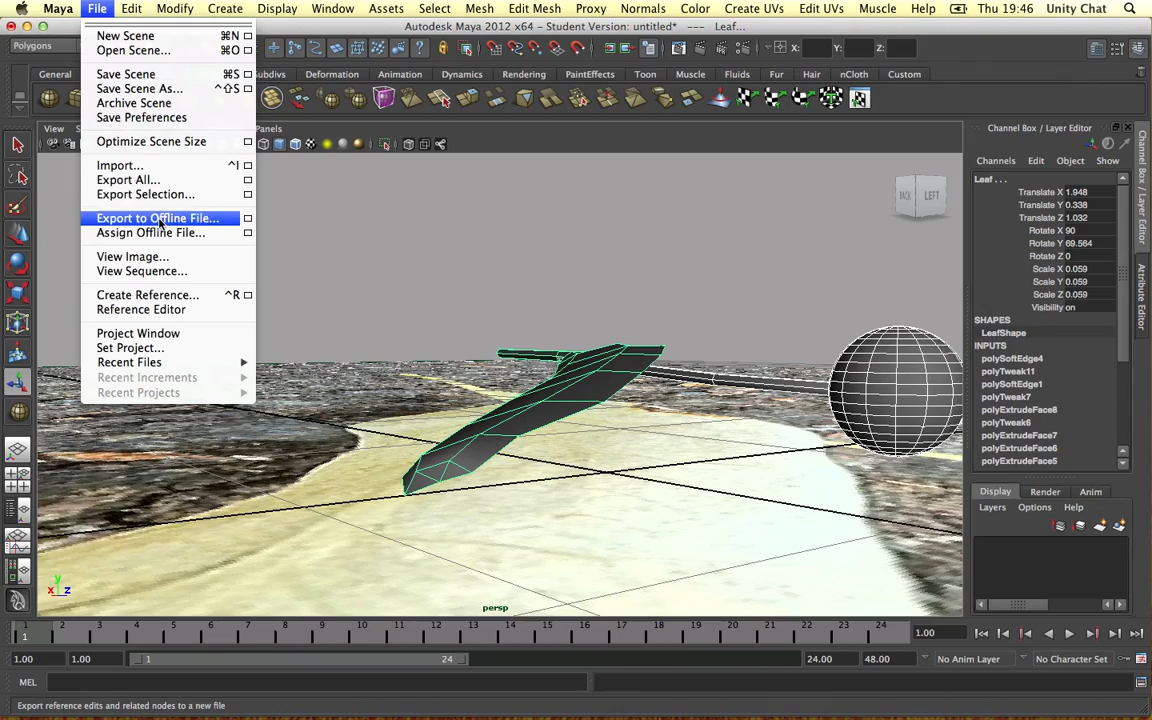 Maya File Edit Modify Create Display Window Assets Select Mesh Edit Mesh Proxy Normals Color Create UVs Edit UVs Muscle Help Thu 19:46 Unity Chat
Autodesk Maya 2012 x64 - Student Version: untitled* --- Leaf...
Polygons
X:
Y:
Z:
General
Subdivs
Deformation
Animation
Dynamics
Rendering
PaintEffects
Toon
Muscle
Fluids
Fur
Hair
nCloth
Custom
New Scene ⌘N
Open Scene... ⌘O
Save Scene ⌘S
Save Scene As... ^⇧S
Archive Scene
Save Preferences
Optimize Scene Size
Import... ^I
Export All...
Export Selection...
Export to Offline File...
Assign Offline File...
View Image...
View Sequence...
Create Reference... ^R
Reference Editor
Project Window
Set Project...
Recent Files
Recent Increments
Recent Projects
View
Panels
BACK
LEFT
y
x z
persp
Channel Box / Layer Editor
Channels Edit Object Show
Leaf . . .
Translate X 1.948
Translate Y 0.338
Translate Z 1.032
Rotate X 90
Rotate Y 69.564
Rotate Z 0
Scale X 0.059
Scale Y 0.059
Scale Z 0.059
Visibility on
SHAPES
LeafShape
INPUTS
polySoftEdge4
polyTweak11
polySoftEdge1
polyTweak7
polyExtrudeFace8
polyTweak6
polyExtrudeFace7
polyExtrudeFace6
polyExtrudeFace5
Display Render Anim
Layers Options Help
Channel Box / Layer Editor
Attribute Editor
1 2 3 4 5 6 7 8 9 10 11 12 13 14 15 16 17 18 19 20 21 22 23 24
1.00
1.00 1.00 1 24 24.00 48.00 No Anim Layer No Character Set
MEL
Export reference edits and related nodes to a new file